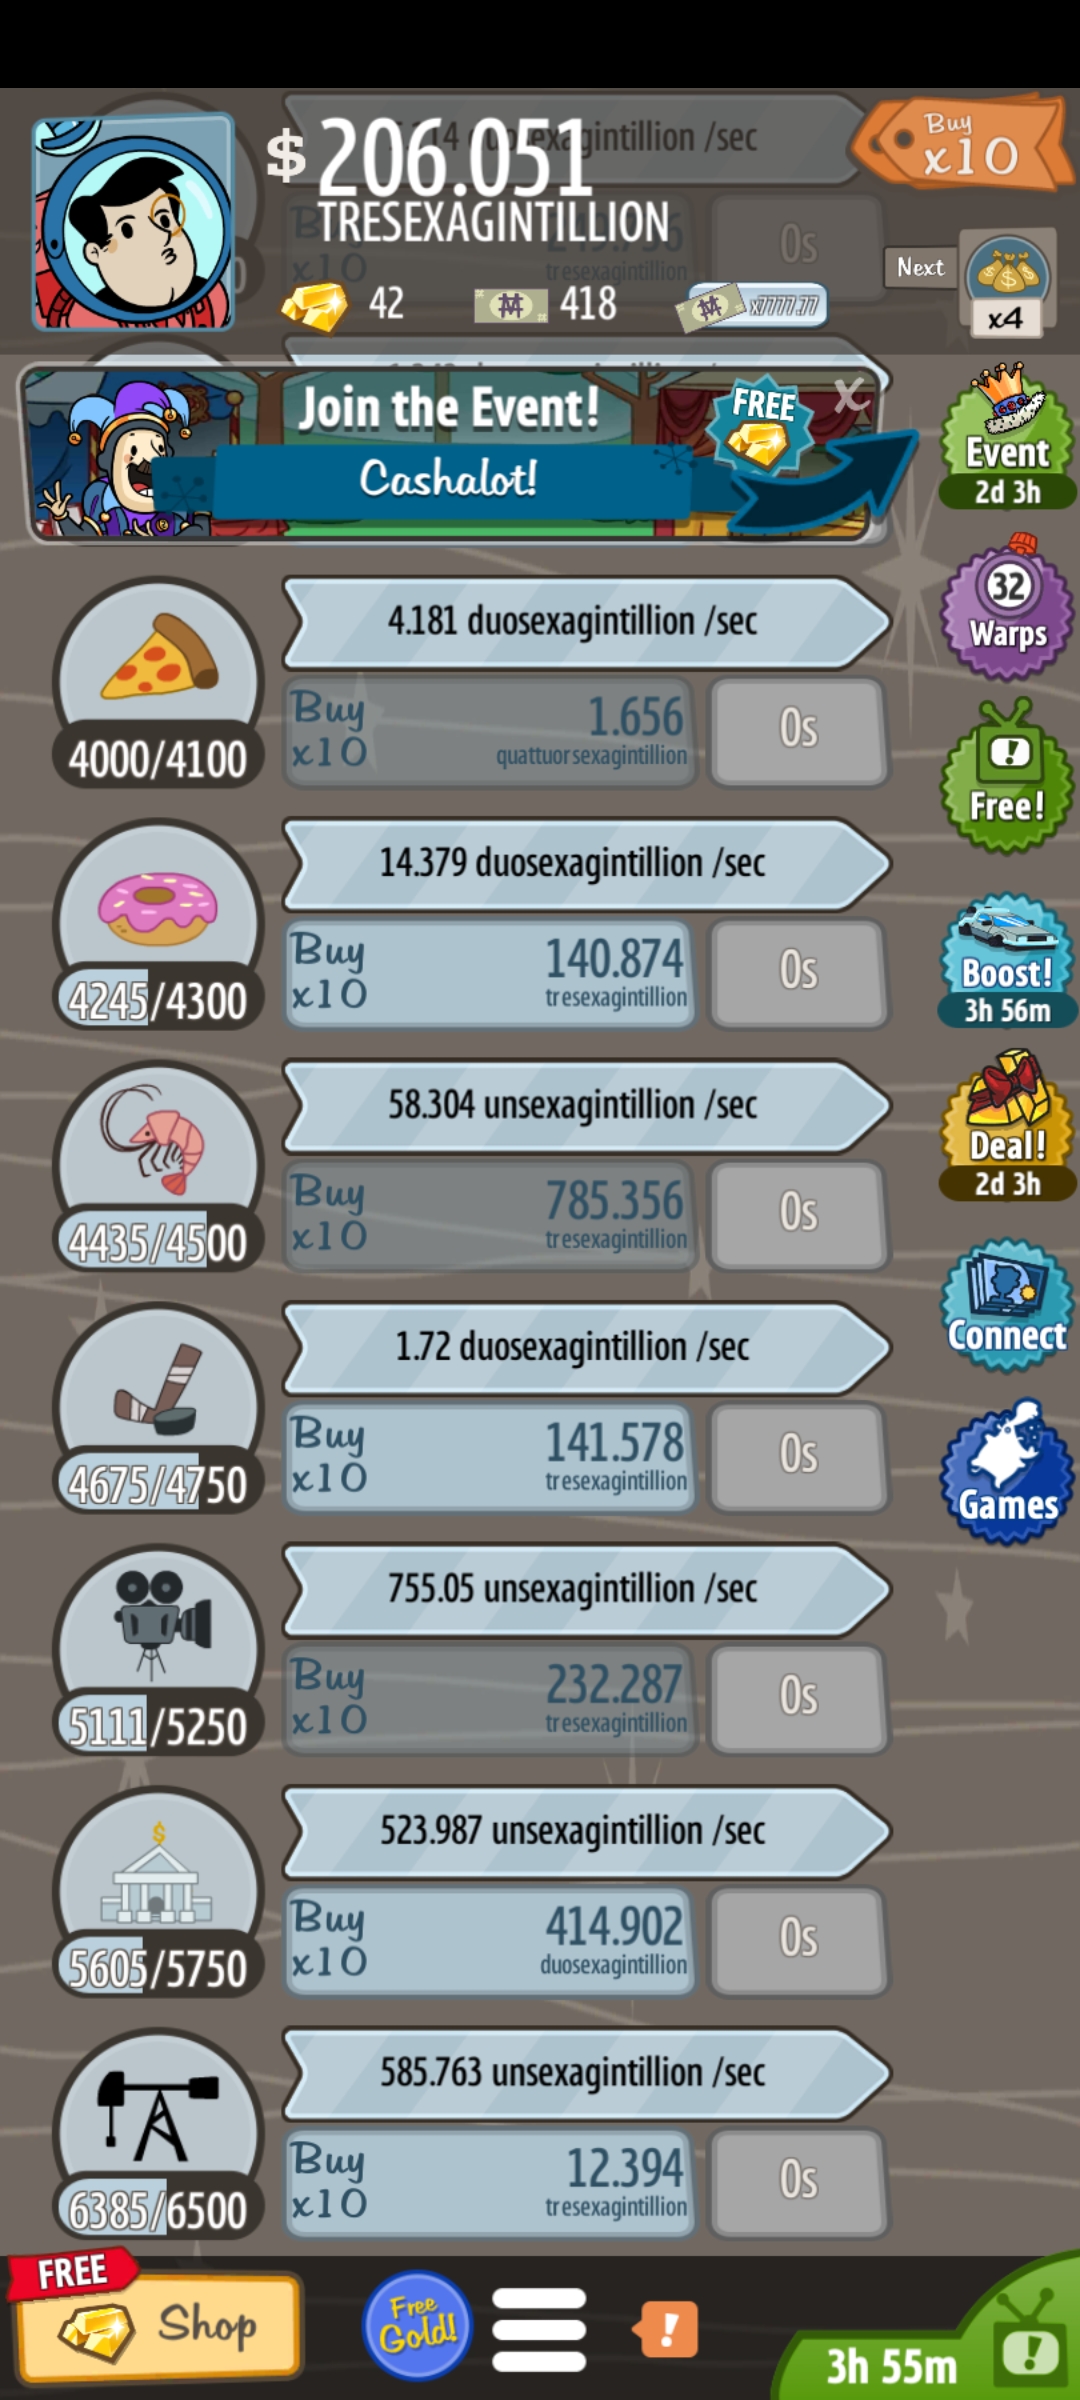 $ 206.051
TRESEXAGINTILLION
Buy
x10
42
418
x7777.77
Next
x4
0s
tresexagintillion
Join the Event!
Cashalot!
FREE
X
Event
2d 3h
4.181 duosexagintillion /sec
4000/4100
Buy
x10
1.656
quattuorsexagintillion
0s
32
Warps
Free!
14.379 duosexagintillion /sec
4245/4300
Buy
x10
140.874
tresexagintillion
0s
Boost!
3h 56m
58.304 unsexagintillion /sec
4435/4500
Buy
x10
785.356
tresexagintillion
0s
Deal!
2d 3h
1.72 duosexagintillion /sec
4675/4750
Buy
x10
141.578
tresexagintillion
0s
Connect
Games
755.05 unsexagintillion /sec
5111/5250
Buy
x10
232.287
tresexagintillion
0s
523.987 unsexagintillion /sec
5605/5750
Buy
x10
414.902
duosexagintillion
0s
585.763 unsexagintillion /sec
6385/6500
Buy
x10
12.394
tresexagintillion
0s
FREE
Shop
Free
Gold!
!
3h 55m
!